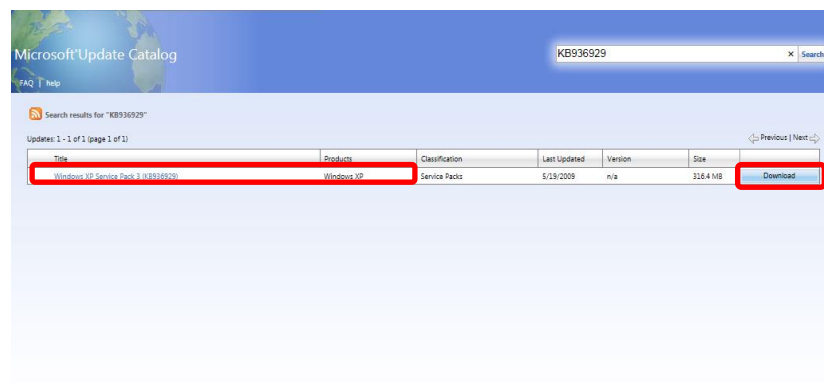 Microsoft®Update Catalog
KB936929
×
Search
FAQ | help
Search results for "KB936929"
Updates: 1 - 1 of 1 (page 1 of 1)
Previous | Next
Title Products Classification Last Updated Version Size
Windows XP Service Pack 3 (KB936929) Windows XP Service Packs 5/19/2009 n/a 316.4 MB Download